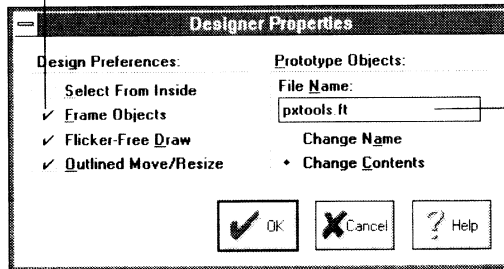 Designer Properties
Design Preferences:
Select From Inside
Frame Objects
Flicker-Free Draw
Outlined Move/Resize
Prototype Objects:
File Name:
pxtools.ft
Change Name
Change Contents
OK
Cancel
Help